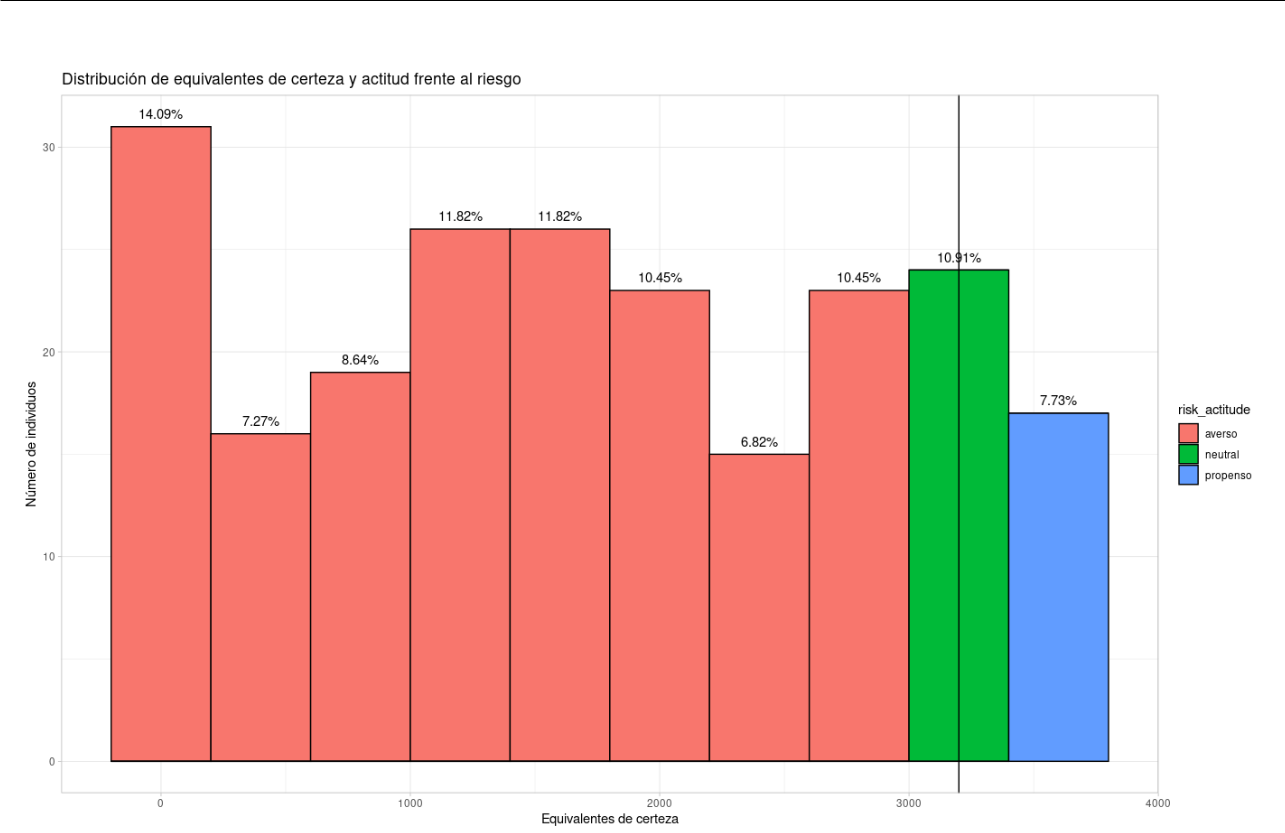 Distribución de equivalentes de certeza y actitud frente al riesgo
14.09%
30
11.82%
11.82%
10.91%
10.45%
10.45%
8.64%
20
7.73%
7.27%
6.82%
Número de individuos
risk_actitude
averso
neutral
propenso
10
0
0
1000
2000
3000
4000
Equivalentes de certeza